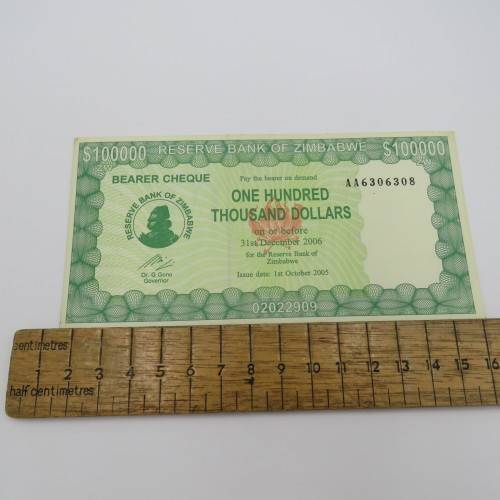 $100000 RESERVE BANK OF ZIMBABWE $100000
BEARER CHEQUE
Pay the bearer on demand
AA6306308
RESERVE BANK OF ZIMBABWE
ONE HUNDRED
THOUSAND DOLLARS
on or before
31st December 2006
for the Reserve Bank of
Zimbabwe
Dr. G. Gono
Governor
Issue date: 1st October 2005
02022909
centimetres
1 2 3 4 5 6 7 8 9 10 11 12 13 14 15 16
half centimetres